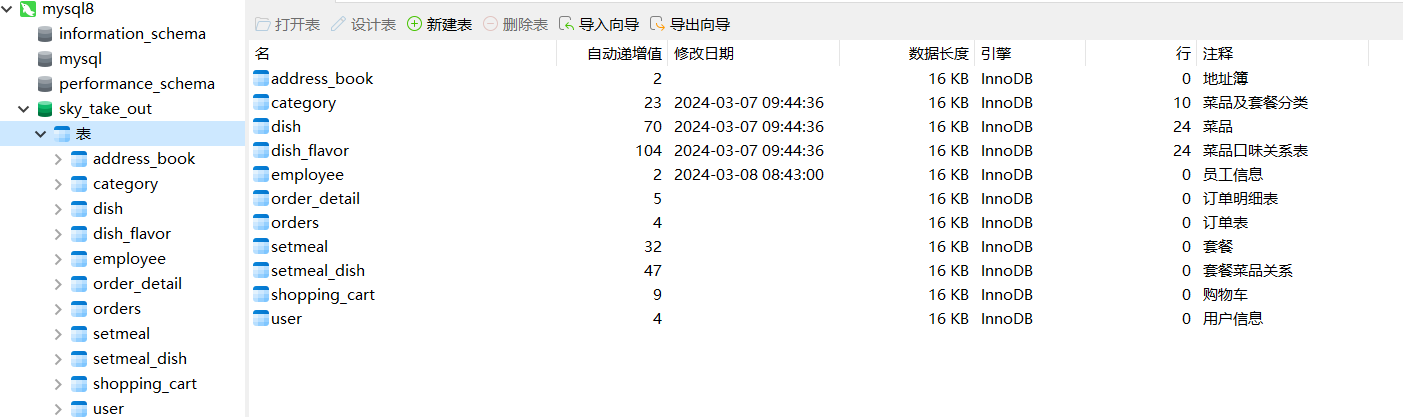 mysql8
information_schema
mysql
performance_schema
sky_take_out
表
address_book
category
dish
dish_flavor
employee
order_detail
orders
setmeal
setmeal_dish
shopping_cart
user
打开表 设计表 新建表 删除表 导入向导 导出向导
名 自动递增值 修改日期 数据长度 引擎 行 注释
address_book 2 16 KB InnoDB 0 地址簿
category 23 2024-03-07 09:44:36 16 KB InnoDB 10 菜品及套餐分类
dish 70 2024-03-07 09:44:36 16 KB InnoDB 24 菜品
dish_flavor 104 2024-03-07 09:44:36 16 KB InnoDB 24 菜品口味关系表
employee 2 2024-03-08 08:43:00 16 KB InnoDB 0 员工信息
order_detail 5 16 KB InnoDB 0 订单明细表
orders 4 16 KB InnoDB 0 订单表
setmeal 32 16 KB InnoDB 0 套餐
setmeal_dish 47 16 KB InnoDB 0 套餐菜品关系
shopping_cart 9 16 KB InnoDB 0 购物车
user 4 16 KB InnoDB 0 用户信息